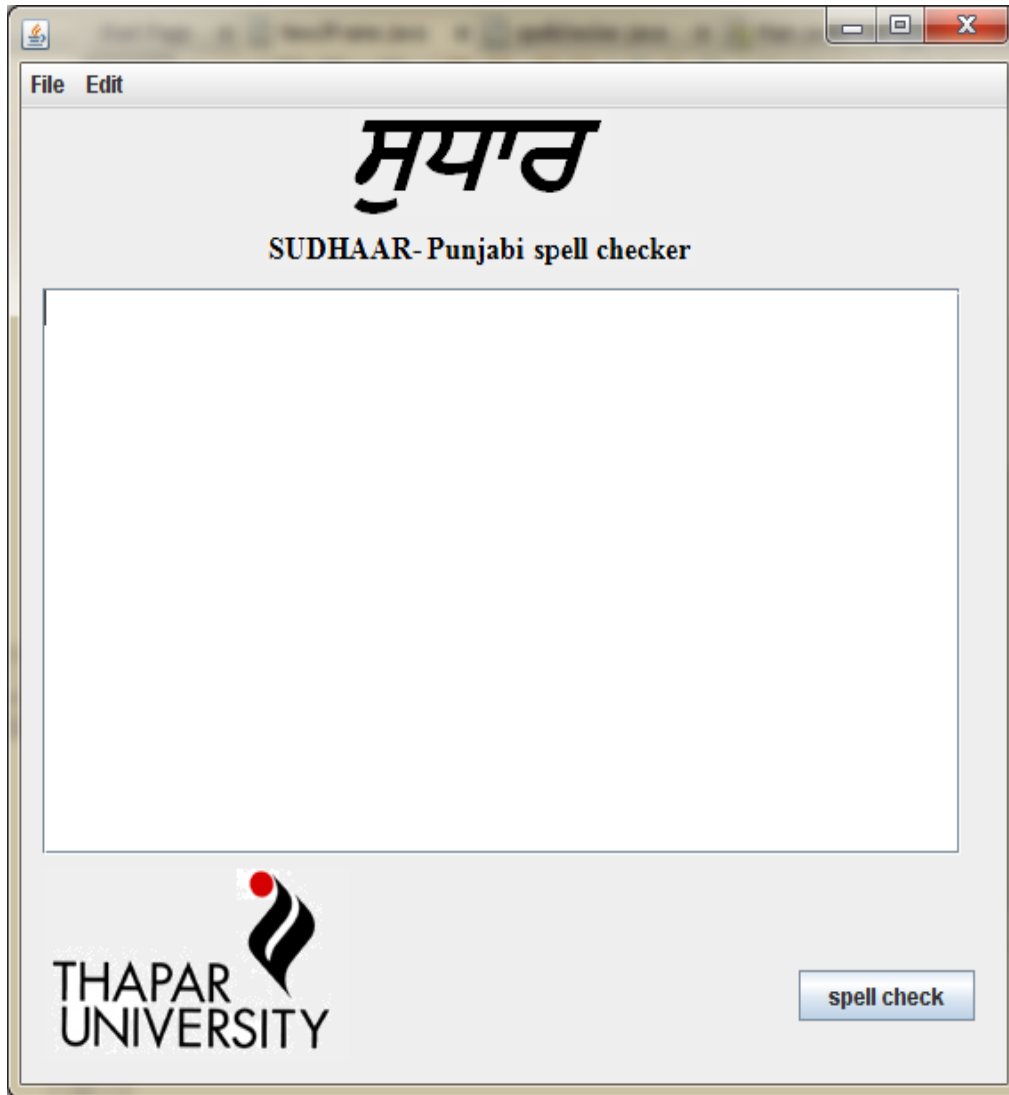 File Edit
ਸੁਧਾਰ
SUDHAAR- Punjabi spell checker
THAPAR
UNIVERSITY
spell check